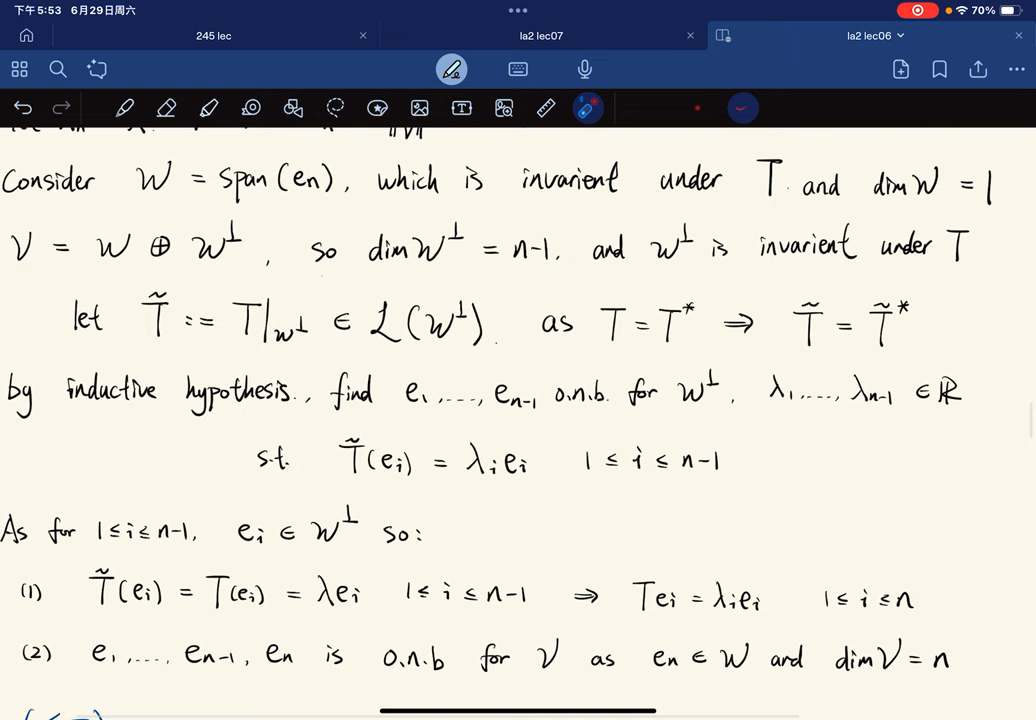 下午5:53 6月29日周六
70%
245 lec
la2 lec07
la2 lec06
Consider W = span(en), which is invarient under T. and dim W = 1
V = W ⊕ W⊥, so dim W⊥ = n-1. and W⊥ is invarient under T
let T̃ := T|W⊥ ∈ L(W⊥). as T = T* ⇒ T̃ = T̃*
by inductive hypothesis., find e1,....., en-1 o.n.b. for W⊥, λ1,....., λn-1 ∈ ℝ
s.t. T̃(ei) = λiei 1 ≤ i ≤ n-1
As for 1≤i≤n-1, ei ∈ W⊥ so:
(1) T̃(ei) = T(ei) = λei 1 ≤ i ≤ n-1 ⇒ Tei = λiei 1 ≤ i ≤ n
(2) e1,....., en-1, en is o.n.b for V as en ∈ W and dim V = n